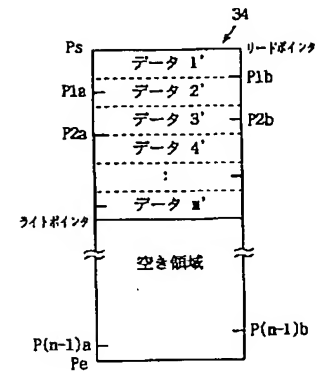 34
Ps リードポインタ
データ 1'
P1b
P1a データ 2'
データ 3' P2b
P2a
データ 4'
:
データ m'
ライトポインタ
空き領域
P(n-1)b
P(n-1)a
Pe